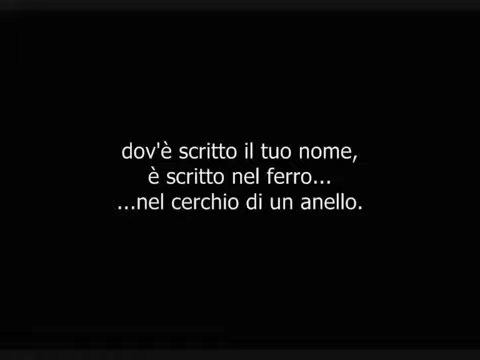 dov'è scritto il tuo nome,
è scritto nel ferro...
...nel cerchio di un anello.